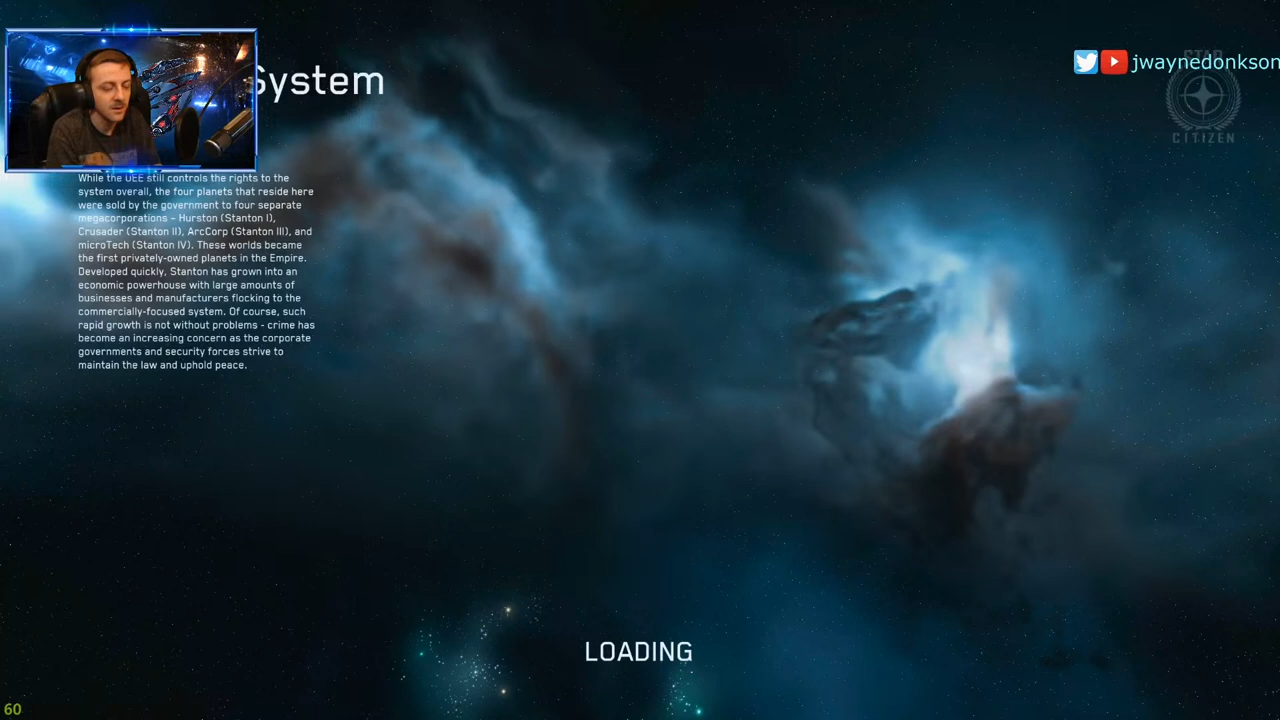 System
jwaynedonkson
STAR
CITIZEN
While the UEE still controls the rights to the
system overall, the four planets that reside here
were sold by the government to four separate
megacorporations – Hurston (Stanton I),
Crusader (Stanton II), ArcCorp (Stanton III), and
microTech (Stanton IV). These worlds became
the first privately-owned planets in the Empire.
Developed quickly, Stanton has grown into an
economic powerhouse with large amounts of
businesses and manufacturers flocking to the
commercially-focused system. Of course, such
rapid growth is not without problems - crime has
become an increasing concern as the corporate
governments and security forces strive to
maintain the law and uphold peace.
LOADING
60